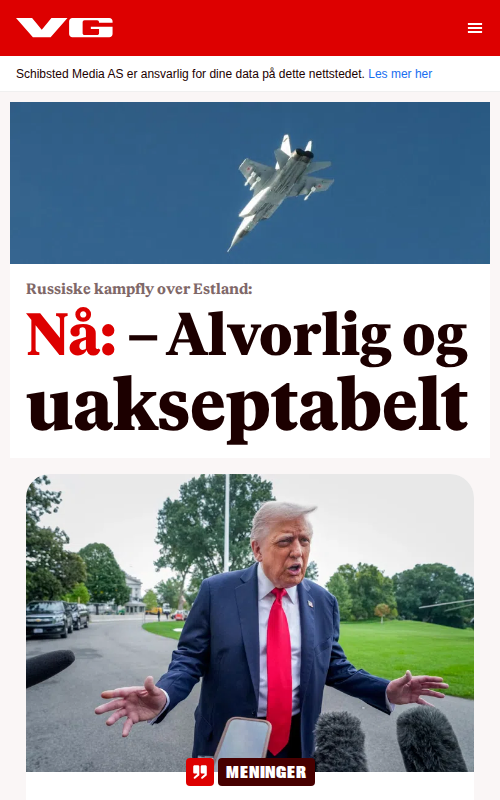 VG
Schibsted Media AS er ansvarlig for dine data på dette nettstedet. Les mer her
Russiske kampfly over Estland:
Nå: – Alvorlig og
uakseptabelt
MENINGER